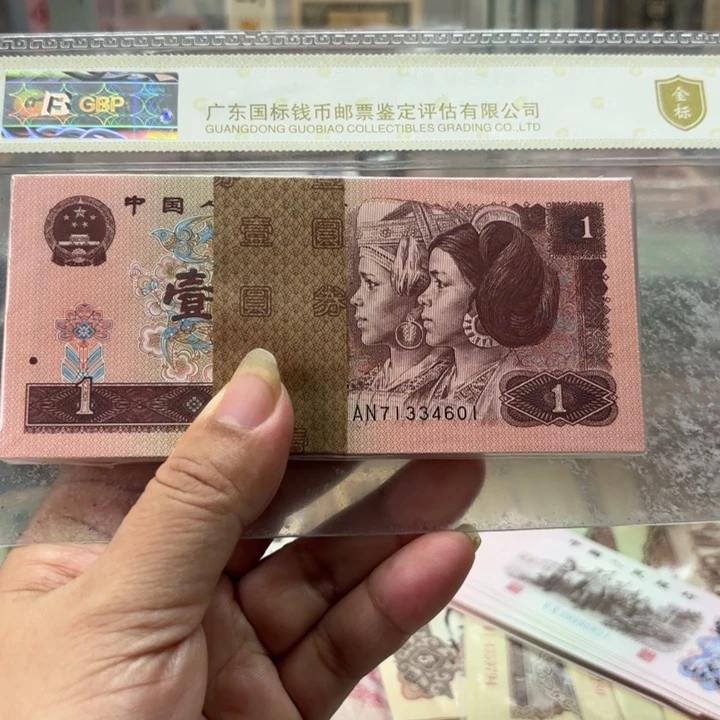 GBP
广东国标钱币邮票鉴定评估有限公司
GUANGDONG GUOBIAO COLLECTIBLES GRADING CO.,LTD
金标
中国人
1
壹
壹圆
圆券
1
AN71334601
1